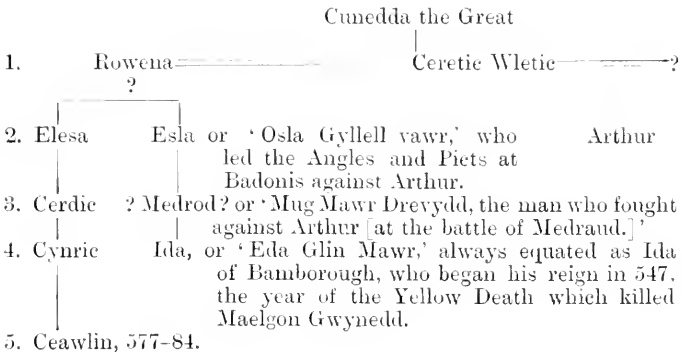 Cunedda the Great
1. Rowena Ceretic Wletic ?
?
2. Elesa Esla or ‘Osla Gyllell vawr,’ who Arthur
led the Angles and Picts at
Badonis against Arthur.
3. Cerdic ? Medrod? or ‘Mug Mawr Drevydd, the man who fought
against Arthur [at the battle of Medraud.]’
4. Cynric Ida, or ‘Eda Glin Mawr,’ always equated as Ida
of Bamborough, who began his reign in 547,
the year of the Yellow Death which killed
Maelgon Gwynedd.
5. Ceawlin, 577–84.